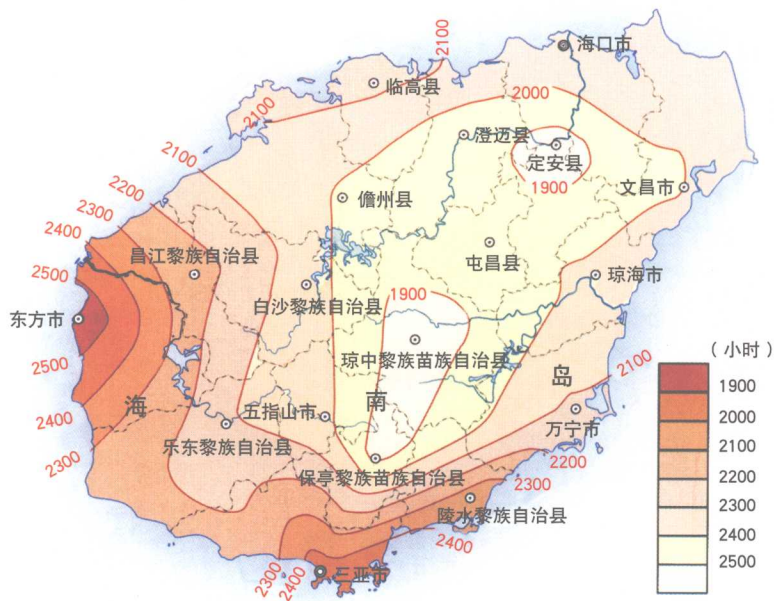 2100
海口市
临高县
2000
2100
澄迈县
定安县
2100
1900
文昌市
2200
儋州县
2300
2400
屯昌县
昌江黎族自治县
琼海市
2500
白沙黎族自治县
1900
东方市
琼中黎族苗族自治县
(小时)
2500
岛
2100
1900
海
南
2400
五指山市
万宁市
2000
2300
乐东黎族自治县
2200
2100
保亭黎族苗族自治县
2300
2200
陵水黎族自治县
2300
2400
2400
2300
2400
三亚市
2500